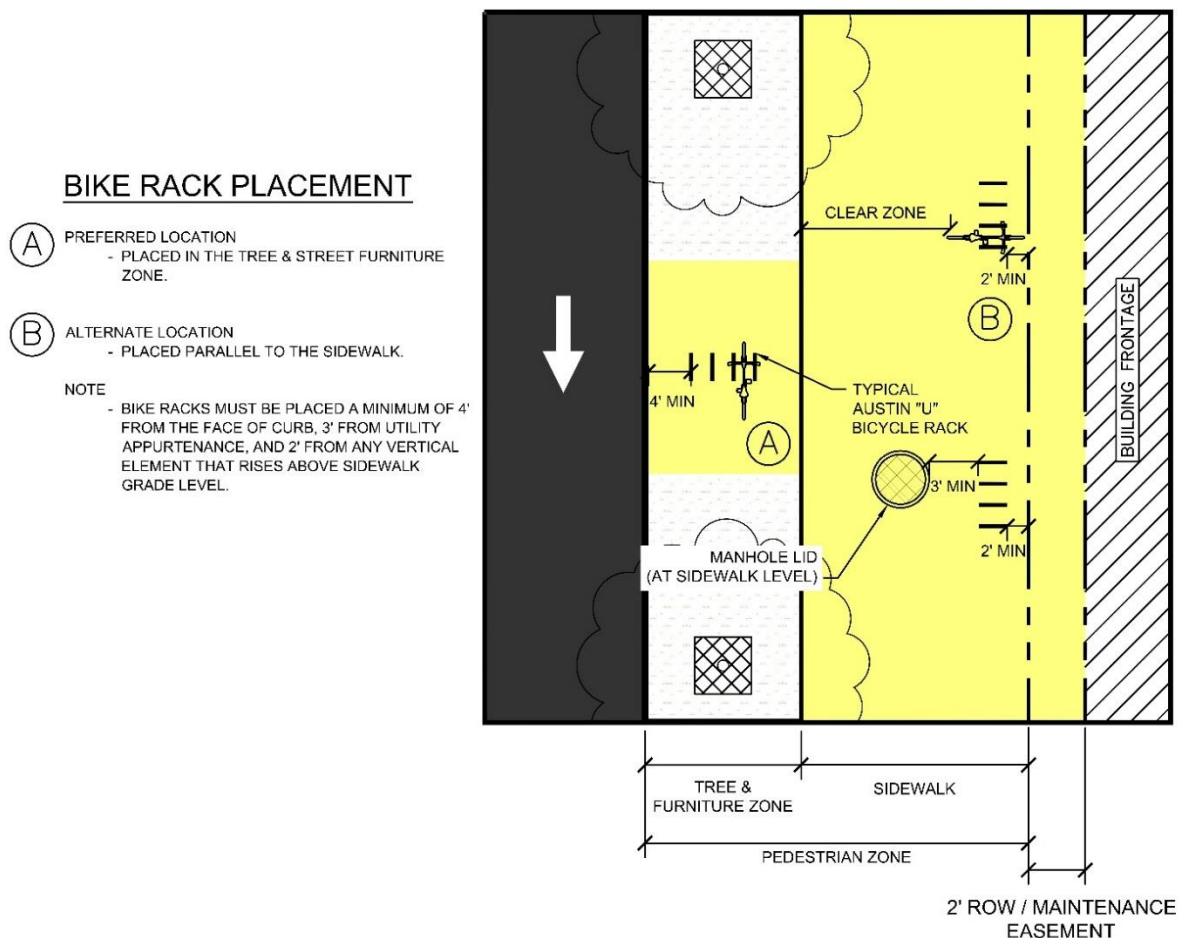 BIKE RACK PLACEMENT
A
PREFERRED LOCATION
- PLACED IN THE TREE & STREET FURNITURE
ZONE.
B
ALTERNATE LOCATION
- PLACED PARALLEL TO THE SIDEWALK.
NOTE
- BIKE RACKS MUST BE PLACED A MINIMUM OF 4'
FROM THE FACE OF CURB, 3' FROM UTILITY
APPURTENANCE, AND 2' FROM ANY VERTICAL
ELEMENT THAT RISES ABOVE SIDEWALK
GRADE LEVEL.
CLEAR ZONE
2' MIN
B
BUILDING FRONTAGE
4' MIN
TYPICAL
AUSTIN "U"
BICYCLE RACK
A
3' MIN
2' MIN
MANHOLE LID
(AT SIDEWALK LEVEL)
TREE &
FURNITURE ZONE
SIDEWALK
PEDESTRIAN ZONE
2' ROW / MAINTENANCE
EASEMENT